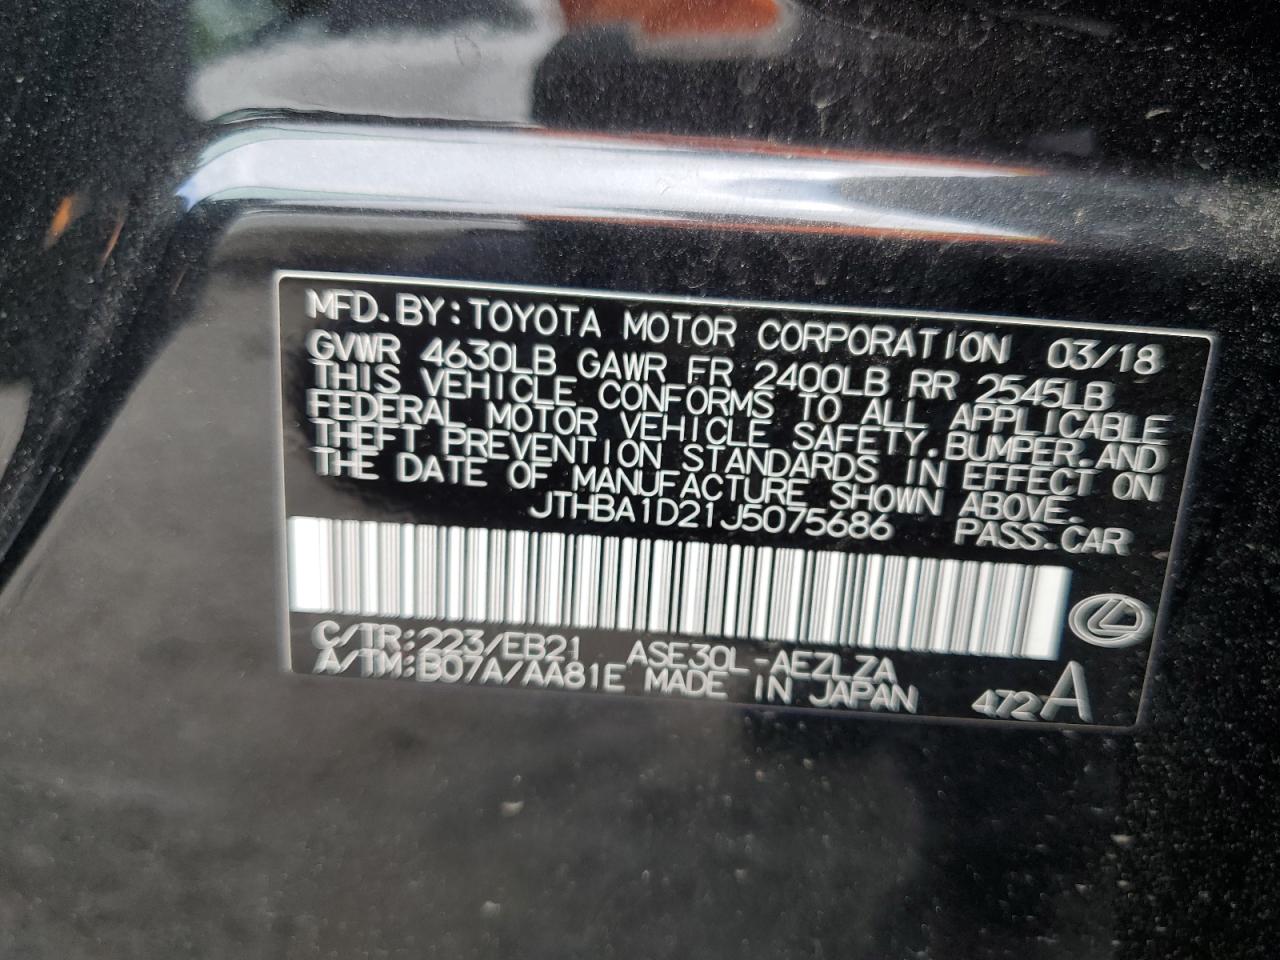 MFD. BY: TOYOTA MOTOR CORPORATION 03/18
GVWR 4630LB GAWR FR 2400LB RR 2545LB
THIS VEHICLE CONFORMS TO ALL APPLICABLE
FEDERAL MOTOR VEHICLE SAFETY, BUMPER, AND
THEFT PREVENTION STANDARDS IN EFFECT ON
THE DATE OF MANUFACTURE SHOWN ABOVE.
JTHBA1D21J5075686 PASS. CAR
C/TR: 223/EB21 ASE30L-AEZLZA
A/TM: B07A/AA81E MADE IN JAPAN 472 A